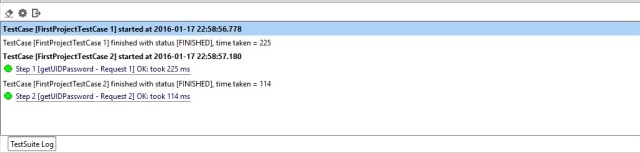 TestCase [FirstProjectTestCase 1] started at 2016-01-17 22:58:56.778
TestCase [FirstProjectTestCase 1] finished with status [FINISHED], time taken = 225
TestCase [FirstProjectTestCase 2] started at 2016-01-17 22:58:57.180
Step 1 [getUIDPassword - Request 1] OK: took 225 ms
TestCase [FirstProjectTestCase 2] finished with status [FINISHED], time taken = 114
Step 2 [getUIDPassword - Request 2] OK: took 114 ms
TestSuite Log